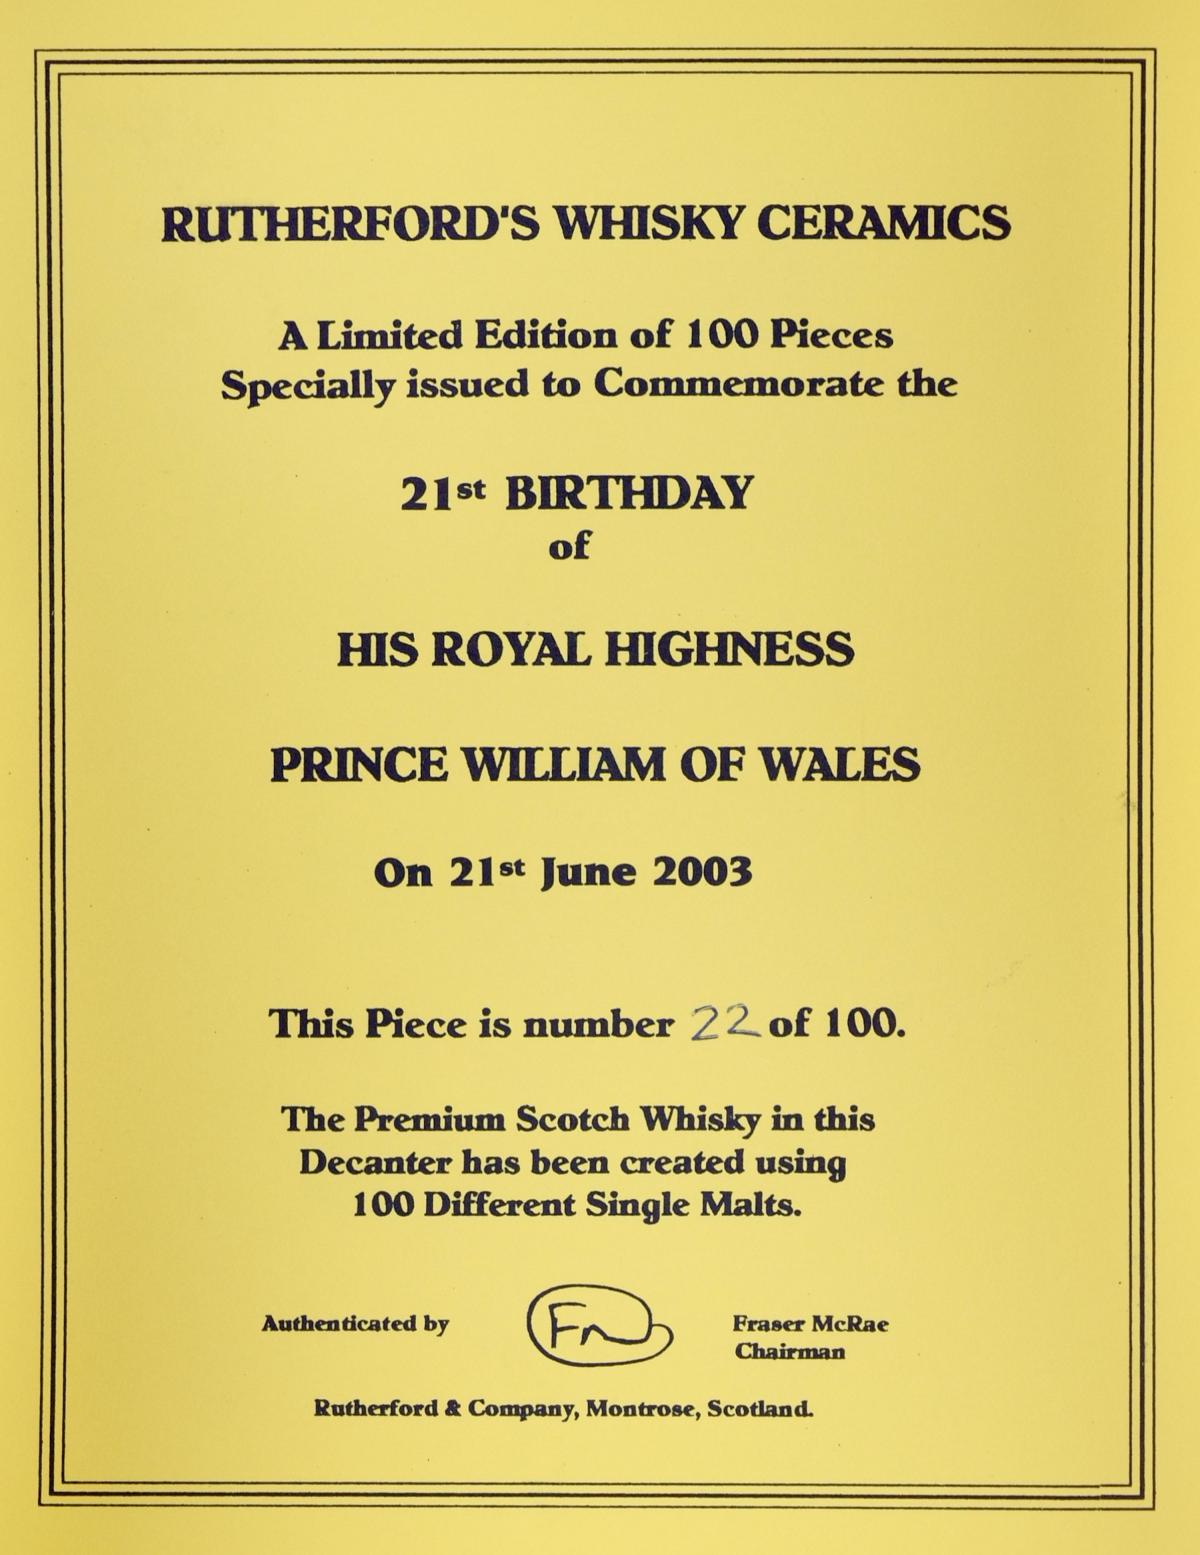 RUTHERFORD'S WHISKY CERAMICS
A Limited Edition of 100 Pieces
Specially issued to Commemorate the
21st BIRTHDAY
of
HIS ROYAL HIGHNESS
PRINCE WILLIAM OF WALES
On 21st June 2003
This Piece is number 22 of 100.
The Premium Scotch Whisky in this
Decanter has been created using
100 Different Single Malts.
Authenticated by
Fraser McRae
Chairman
Rutherford & Company, Montrose, Scotland.